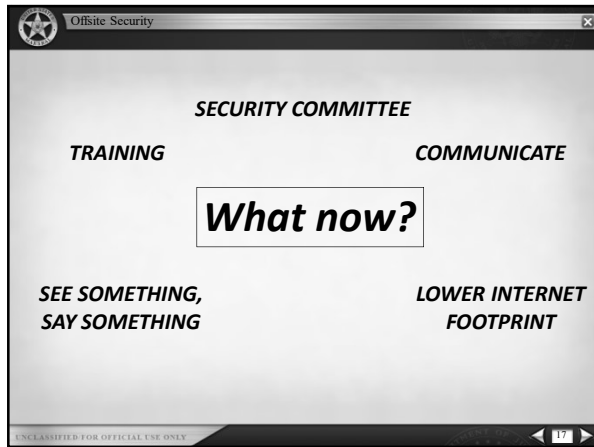 Offsite Security
SECURITY COMMITTEE
TRAINING
COMMUNICATE
What now?
SEE SOMETHING,
SAY SOMETHING
LOWER INTERNET
FOOTPRINT
UNCLASSIFIED/FOR OFFICIAL USE ONLY
17